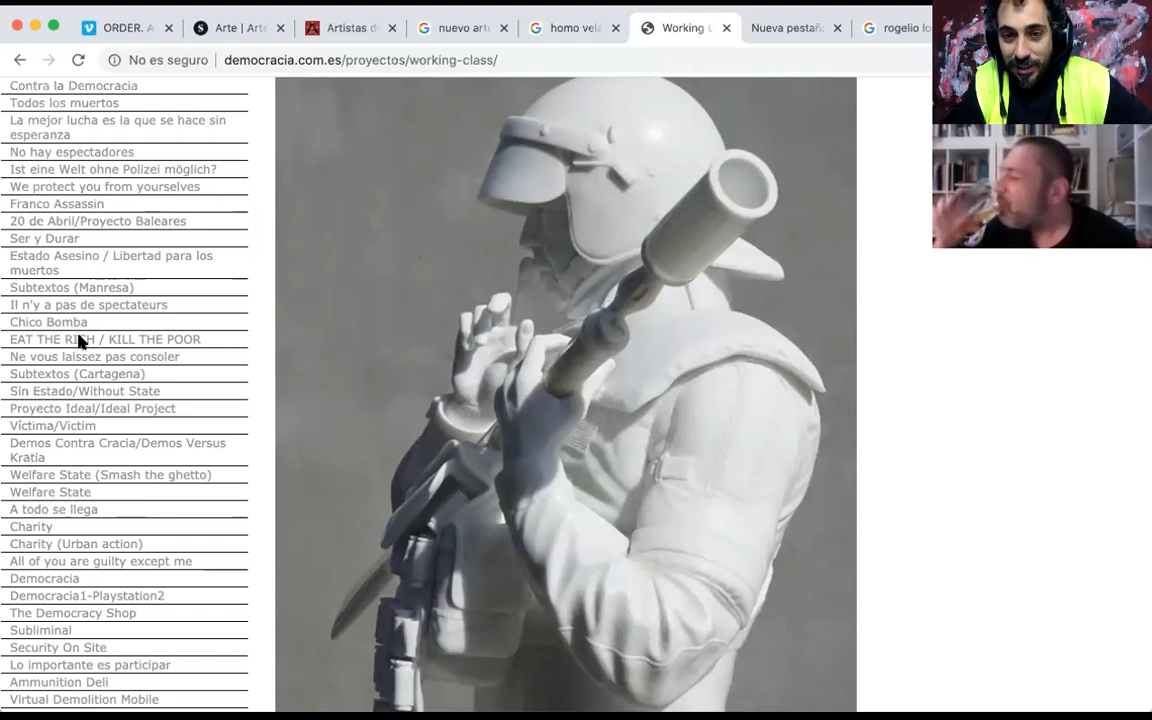 ORDER. A
Arte | Arts
Artistas d
nuevo arte
homo vela
Working C
Nueva pestañ
rogelio lo
No es seguro
democracia.com.es/proyectos/working-class/
Contra la Democracia
Todos los muertos
La mejor lucha es la que se hace sin
esperanza
No hay espectadores
Ist eine Welt ohne Polizei möglich?
We protect you from yourselves
Franco Assassin
20 de Abril/Proyecto Baleares
Ser y Durar
Estado Asesino / Libertad para los
muertos
Subtextos (Manresa)
Il n'y a pas de spectateurs
Chico Bomba
EAT THE RICH / KILL THE POOR
Ne vous laissez pas consoler
Subtextos (Cartagena)
Sin Estado/Without State
Proyecto Ideal/Ideal Project
Víctima/Victim
Demos Contra Cracia/Demos Versus
Kratia
Welfare State (Smash the ghetto)
Welfare State
A todo se llega
Charity
Charity (Urban action)
All of you are guilty except me
Democracia
Democracia1-Playstation2
The Democracy Shop
Subliminal
Security On Site
Lo importante es participar
Ammunition Deli
Virtual Demolition Mobile